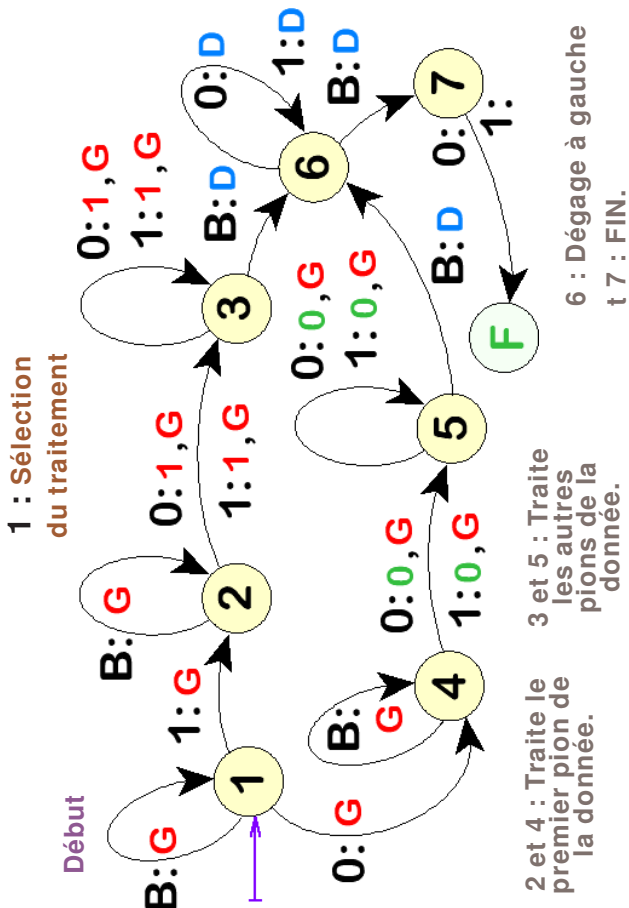 1 : Sélection
du traitement
Début
B:G
B:G
0:1,G
1:1,G
0:D
1:D
1:G
0:1,G
1:1,G
B:D
B:D
1
2
3
6
7
0:G
B:
G
0:0,G
1:0,G
0:0,G
1:0,G
B:D
0:
1:
4
5
F
2 et 4 : Traite le
premier pion de
la donnée.
3 et 5 : Traite
les autres
pions de la
donnée.
6 : Dégage à gauche
t 7 : FIN.